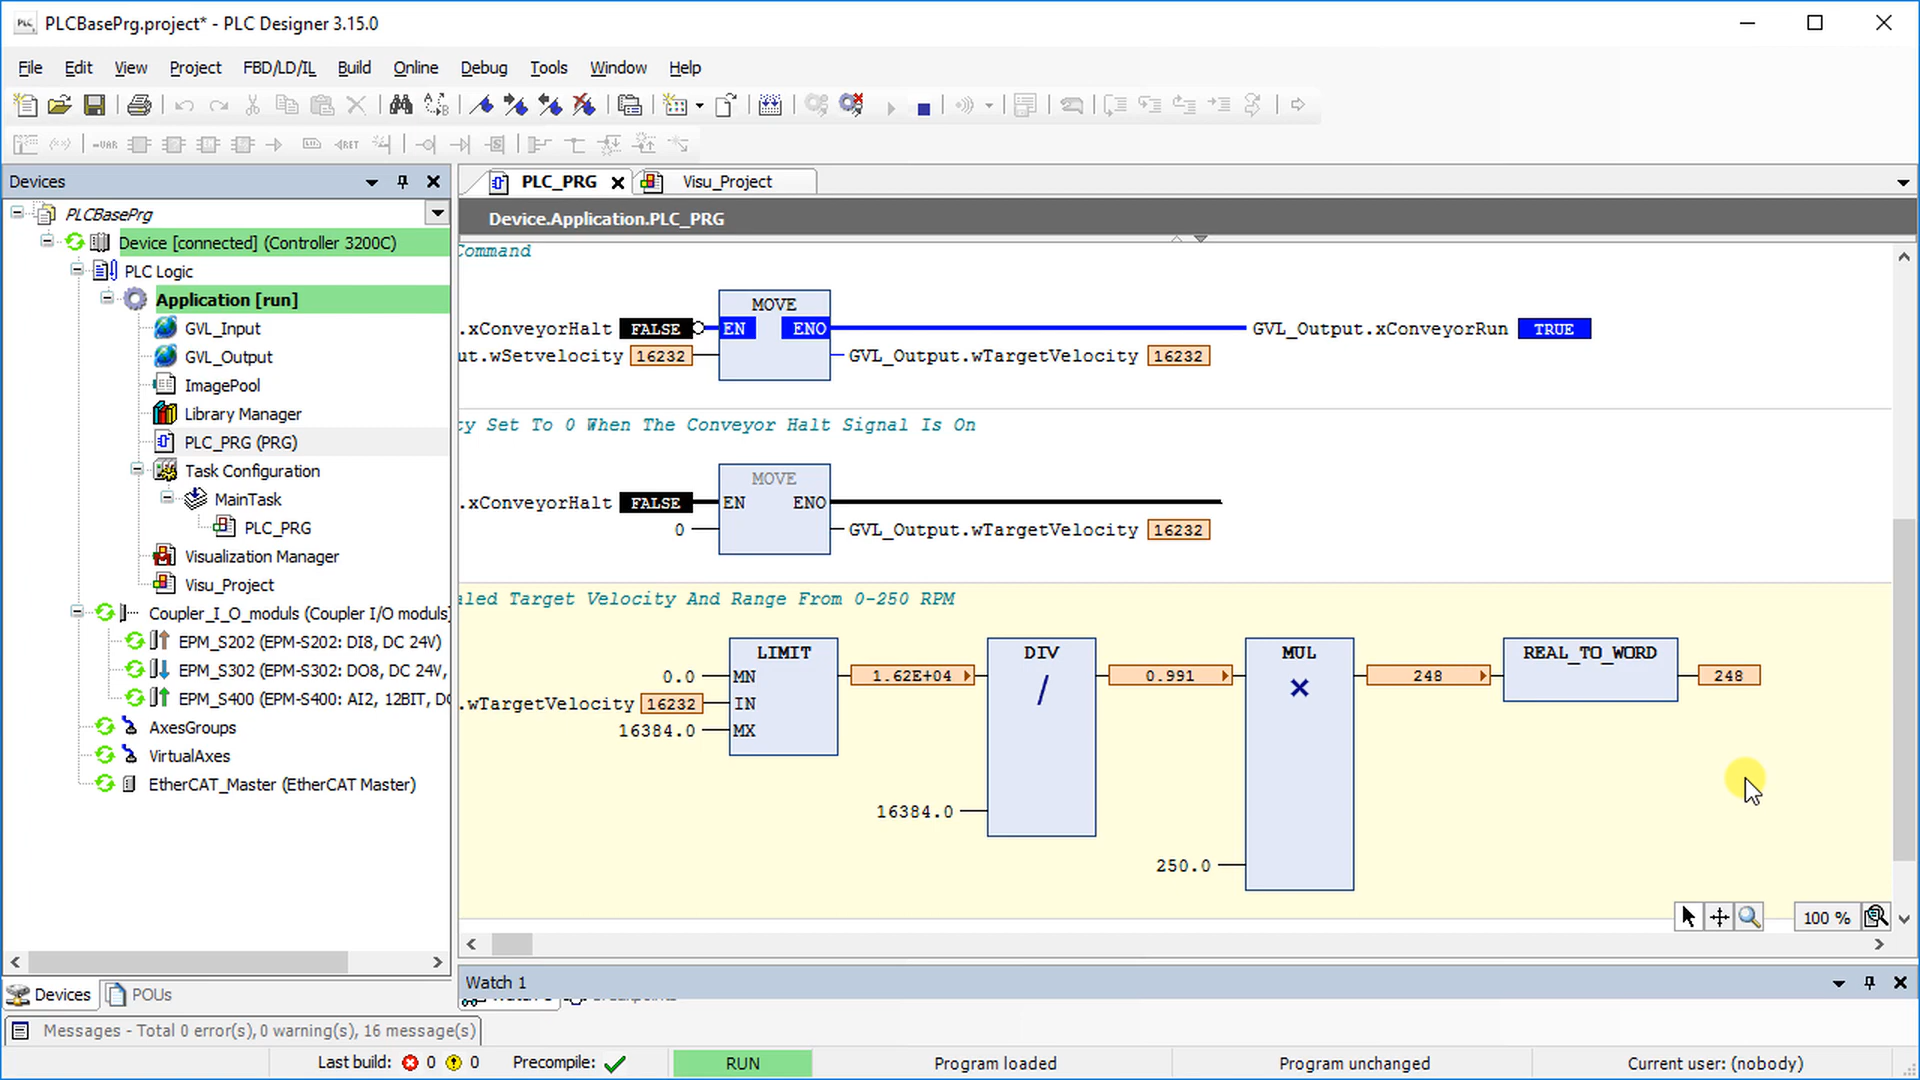 PLC PLCBasePrg.project* - PLC Designer 3.15.0
File Edit View Project FBD/LD/IL Build Online Debug Tools Window Help
Devices
PLCBasePrg
Device [connected] (Controller 3200C)
PLC Logic
Application [run]
GVL_Input
GVL_Output
ImagePool
Library Manager
PLC_PRG (PRG)
Task Configuration
MainTask
PLC_PRG
Visualization Manager
Visu_Project
Coupler_I_O_moduls (Coupler I/O moduls
EPM_S202 (EPM-S202: DI8, DC 24V)
EPM_S302 (EPM-S302: DO8, DC 24V,
EPM_S400 (EPM-S400: AI2, 12BIT, DC
AxesGroups
VirtualAxes
EtherCAT_Master (EtherCAT Master)
Devices POUs
PLC_PRG Visu_Project
Device.Application.PLC_PRG
Command
MOVE
.xConveyorHalt FALSE EN ENO GVL_Output.xConveyorRun TRUE
ut.wSetvelocity 16232 GVL_Output.wTargetVelocity 16232
ty Set To 0 When The Conveyor Halt Signal Is On
MOVE
.xConveyorHalt FALSE EN ENO
0 GVL_Output.wTargetVelocity 16232
aled Target Velocity And Range From 0-250 RPM
LIMIT DIV MUL REAL_TO_WORD
0.0 MN 1.62E+04 / 0.991 × 248 248
.wTargetVelocity 16232 IN
16384.0 MX
16384.0
250.0
100 %
Watch 1
Messages - Total 0 error(s), 0 warning(s), 16 message(s)
Last build: 0 0 Precompile: RUN Program loaded Program unchanged Current user: (nobody)